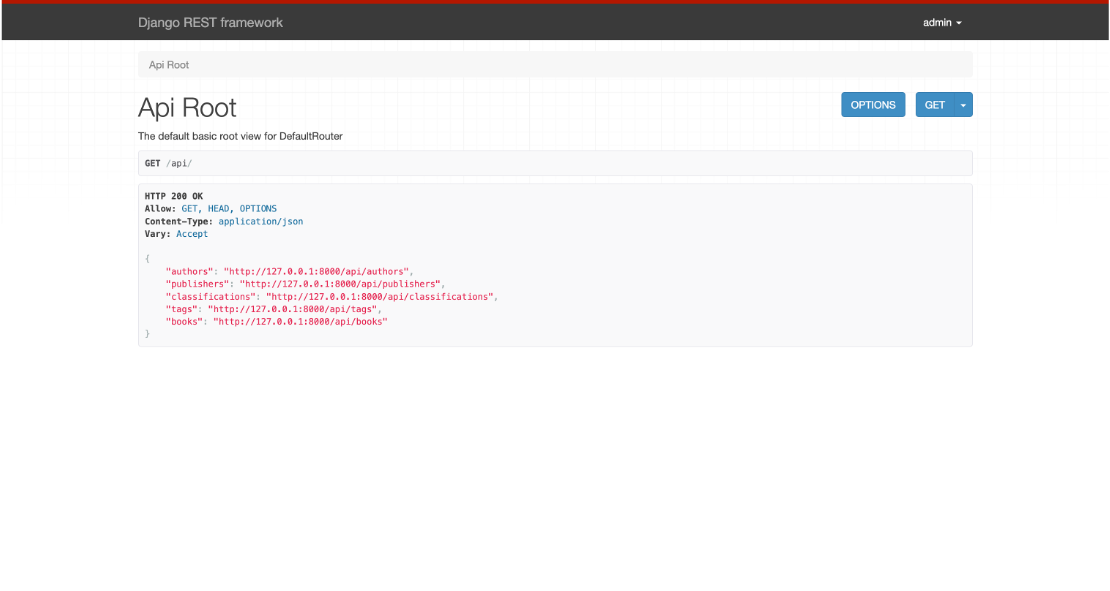 Django REST framework
admin
Api Root
Api Root
OPTIONS
GET
The default basic root view for DefaultRouter
GET /api/
HTTP 200 OK
Allow: GET, HEAD, OPTIONS
Content-Type: application/json
Vary: Accept
{
    "authors": "http://127.0.0.1:8000/api/authors",
    "publishers": "http://127.0.0.1:8000/api/publishers",
    "classifications": "http://127.0.0.1:8000/api/classifications",
    "tags": "http://127.0.0.1:8000/api/tags",
    "books": "http://127.0.0.1:8000/api/books"
}